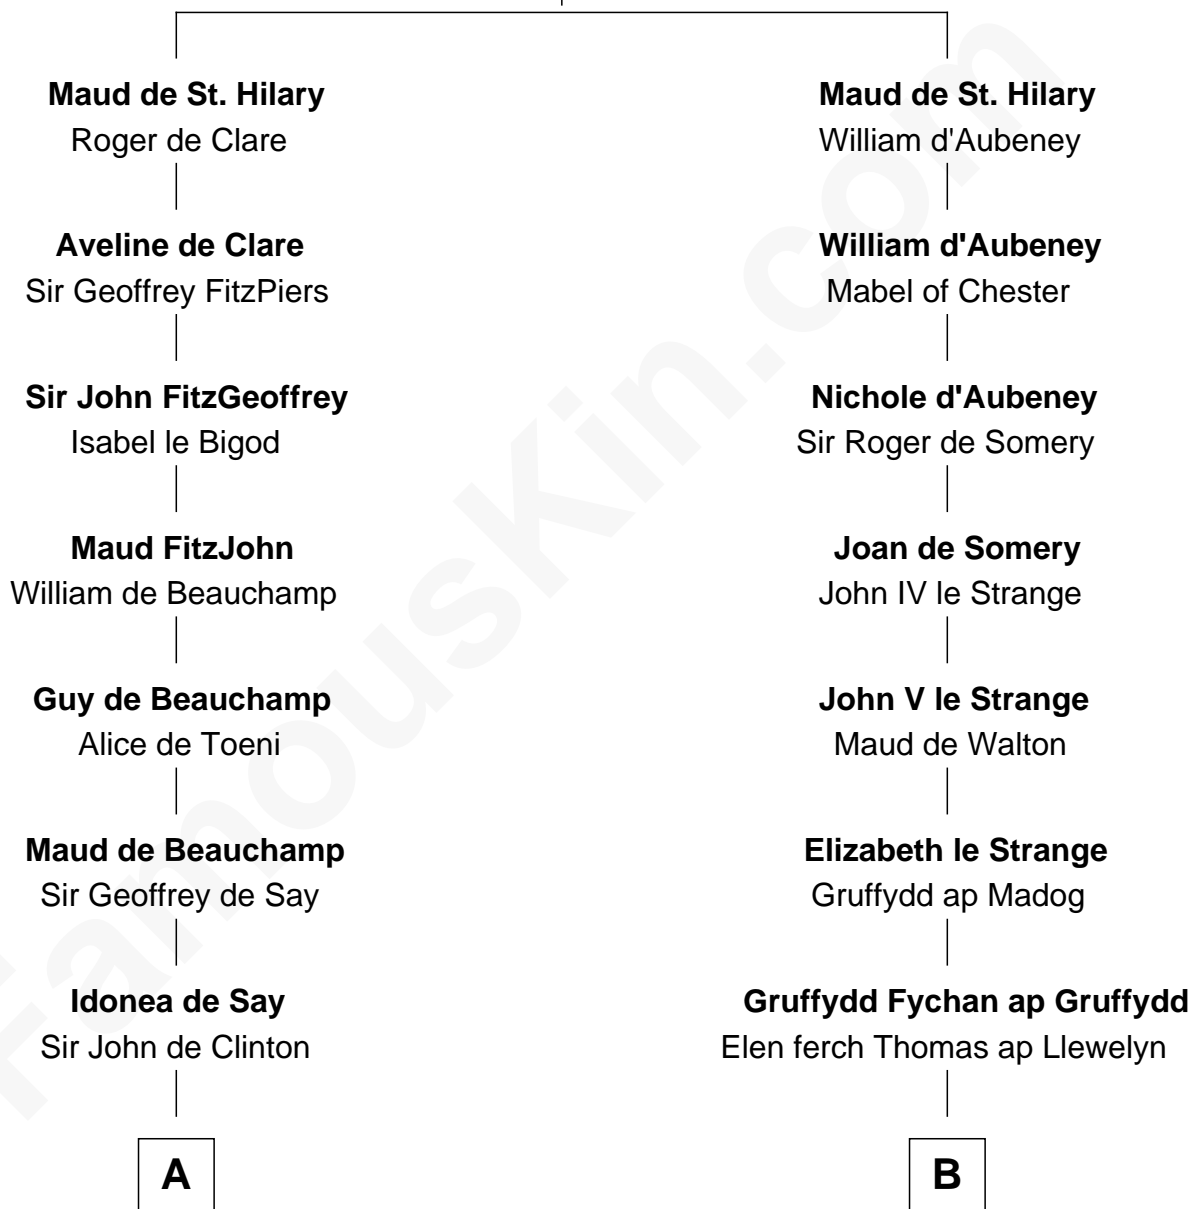 Maud de St. Hilary
Roger de Clare
Aveline de Clare
Sir Geoffrey FitzPiers
Sir John FitzGeoffrey
Isabel le Bigod
Maud FitzJohn
William de Beauchamp
Guy de Beauchamp
Alice de Toeni
Maud de Beauchamp
Sir Geoffrey de Say
Idonea de Say
Sir John de Clinton
A
Maud de St. Hilary
William d'Aubeney
William d'Aubeney
Mabel of Chester
Nichole d'Aubeney
Sir Roger de Somery
Joan de Somery
John IV le Strange
John V le Strange
Maud de Walton
Elizabeth le Strange
Gruffydd ap Madog
Gruffydd Fychan ap Gruffydd
Elen ferch Thomas ap Llewelyn
B
FamousKin.com